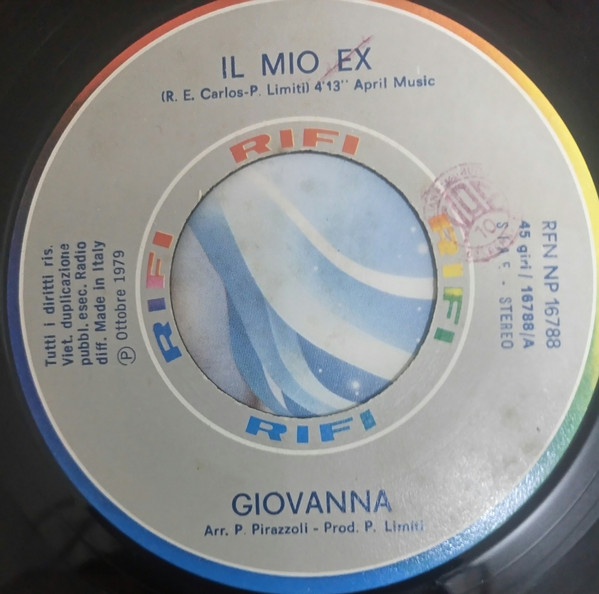 IL MIO EX
(R. E. Carlos-P. Limiti) 4'13'' April Music
RIFI
RIFI
RIFI
RIFI
Tutti i diritti ris.
Viet. duplicazione
pubbl. esec. Radio
diff. Made in Italy
Ⓟ Ottobre 1979
RFN NP 16788
45 giri / 16788/A
S.I.A.E. - STEREO
10
GIOVANNA
Arr. P. Pirazzoli - Prod. P. Limiti